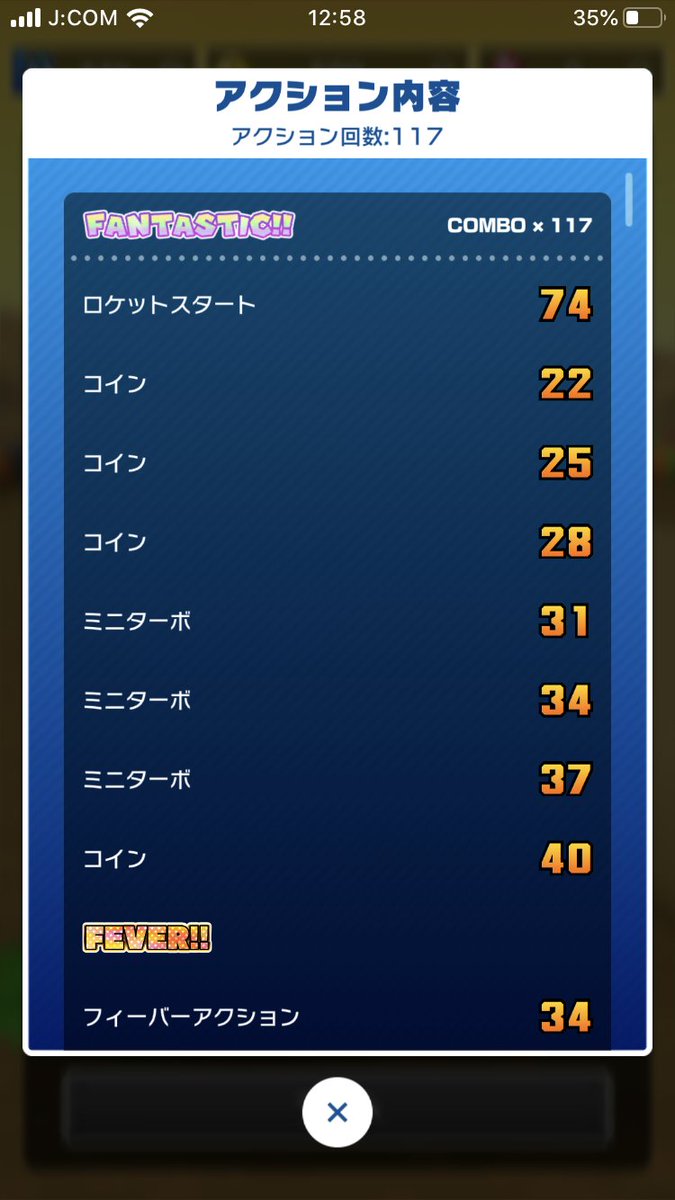 J:COM 12:58 35%
アクション内容
アクション回数:117
FANTASTIC!! COMBO × 117
ロケットスタート 74
コイン 22
コイン 25
コイン 28
ミニターボ 31
ミニターボ 34
ミニターボ 37
コイン 40
FEVER!!
フィーバーアクション 34